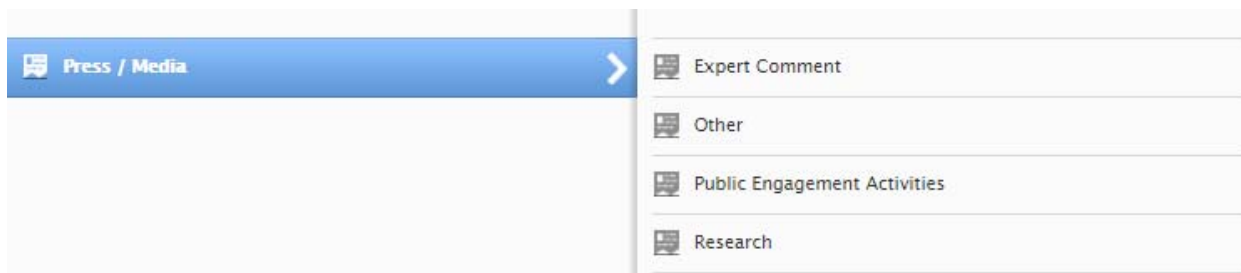 Press / Media
Expert Comment
Other
Public Engagement Activities
Research